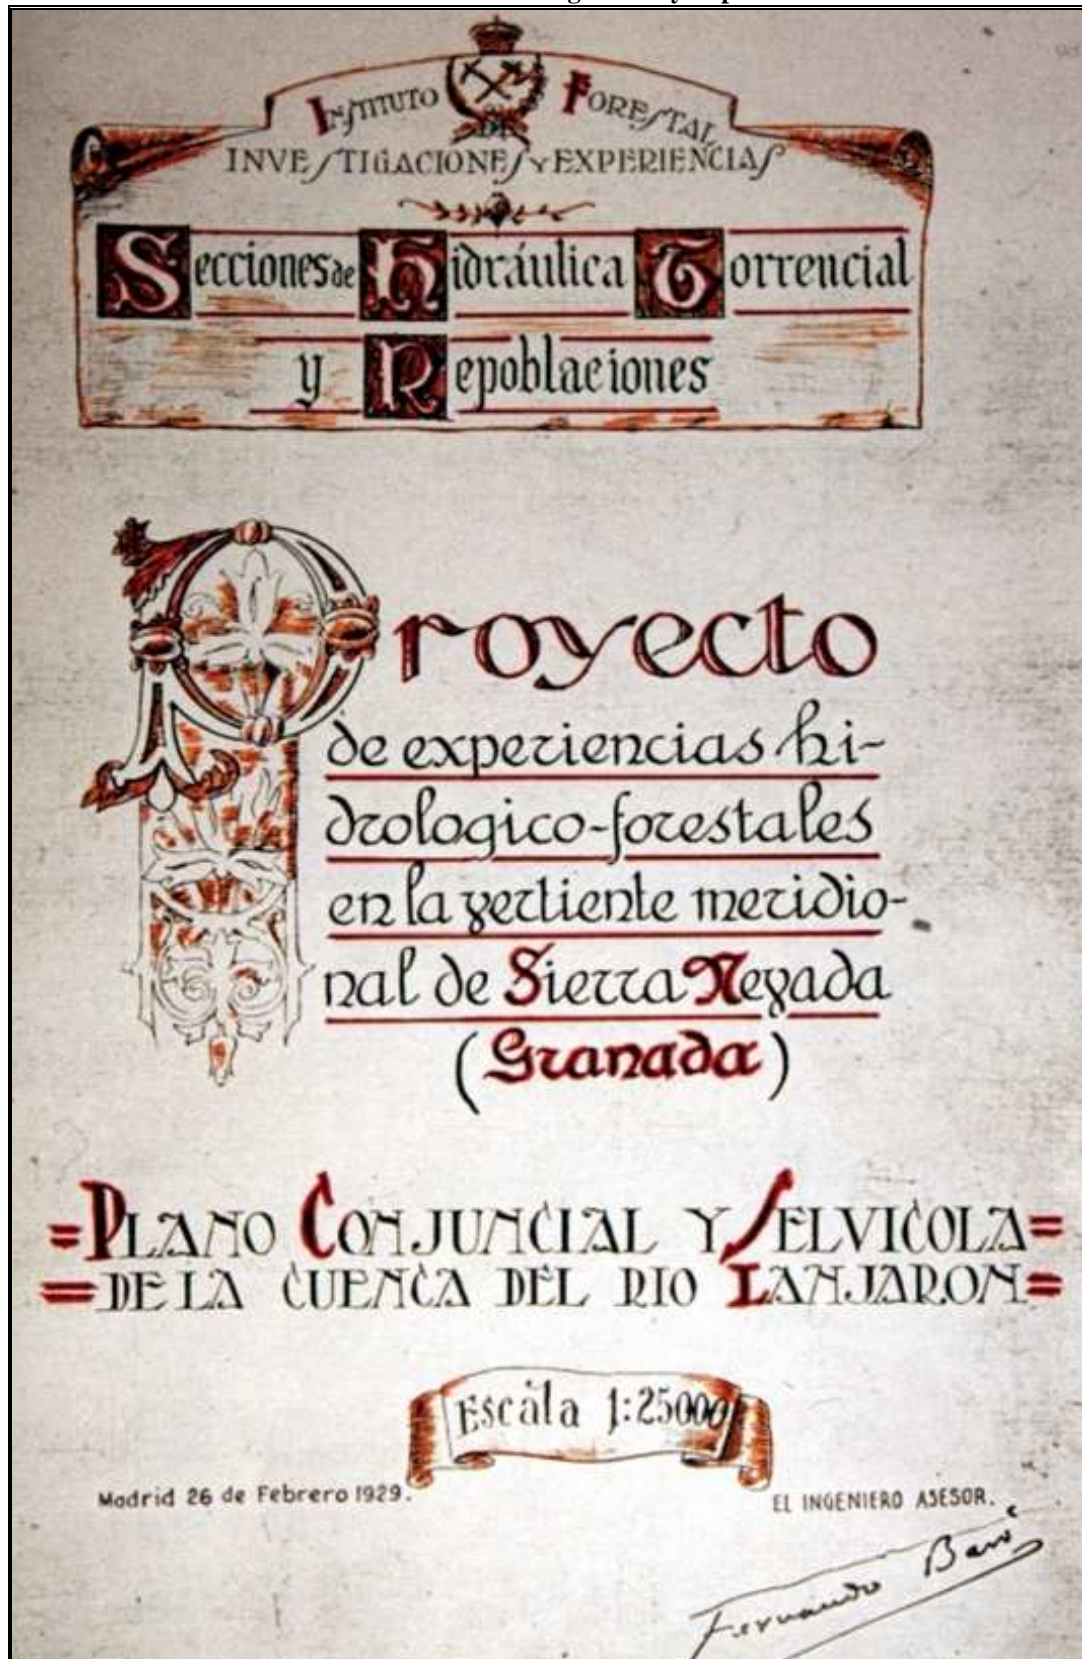 INSTITUTO FORESTAL
DE
INVESTIGACIONES Y EXPERIENCIAS
Secciones de Hidráulica Torrencial
y Repoblaciones
Proyecto
de experiencias hi-
drologico-forestales
en la vertiente meridio-
nal de Sierra Nevada
(Granada)
=PLANO CONJUNCIAL Y SELVICOLA=
=DE LA CUENCA DEL RIO LANJARON=
Escála 1:25000
Madrid 26 de Febrero 1929.
EL INGENIERO ASESOR.
Fernando Baró